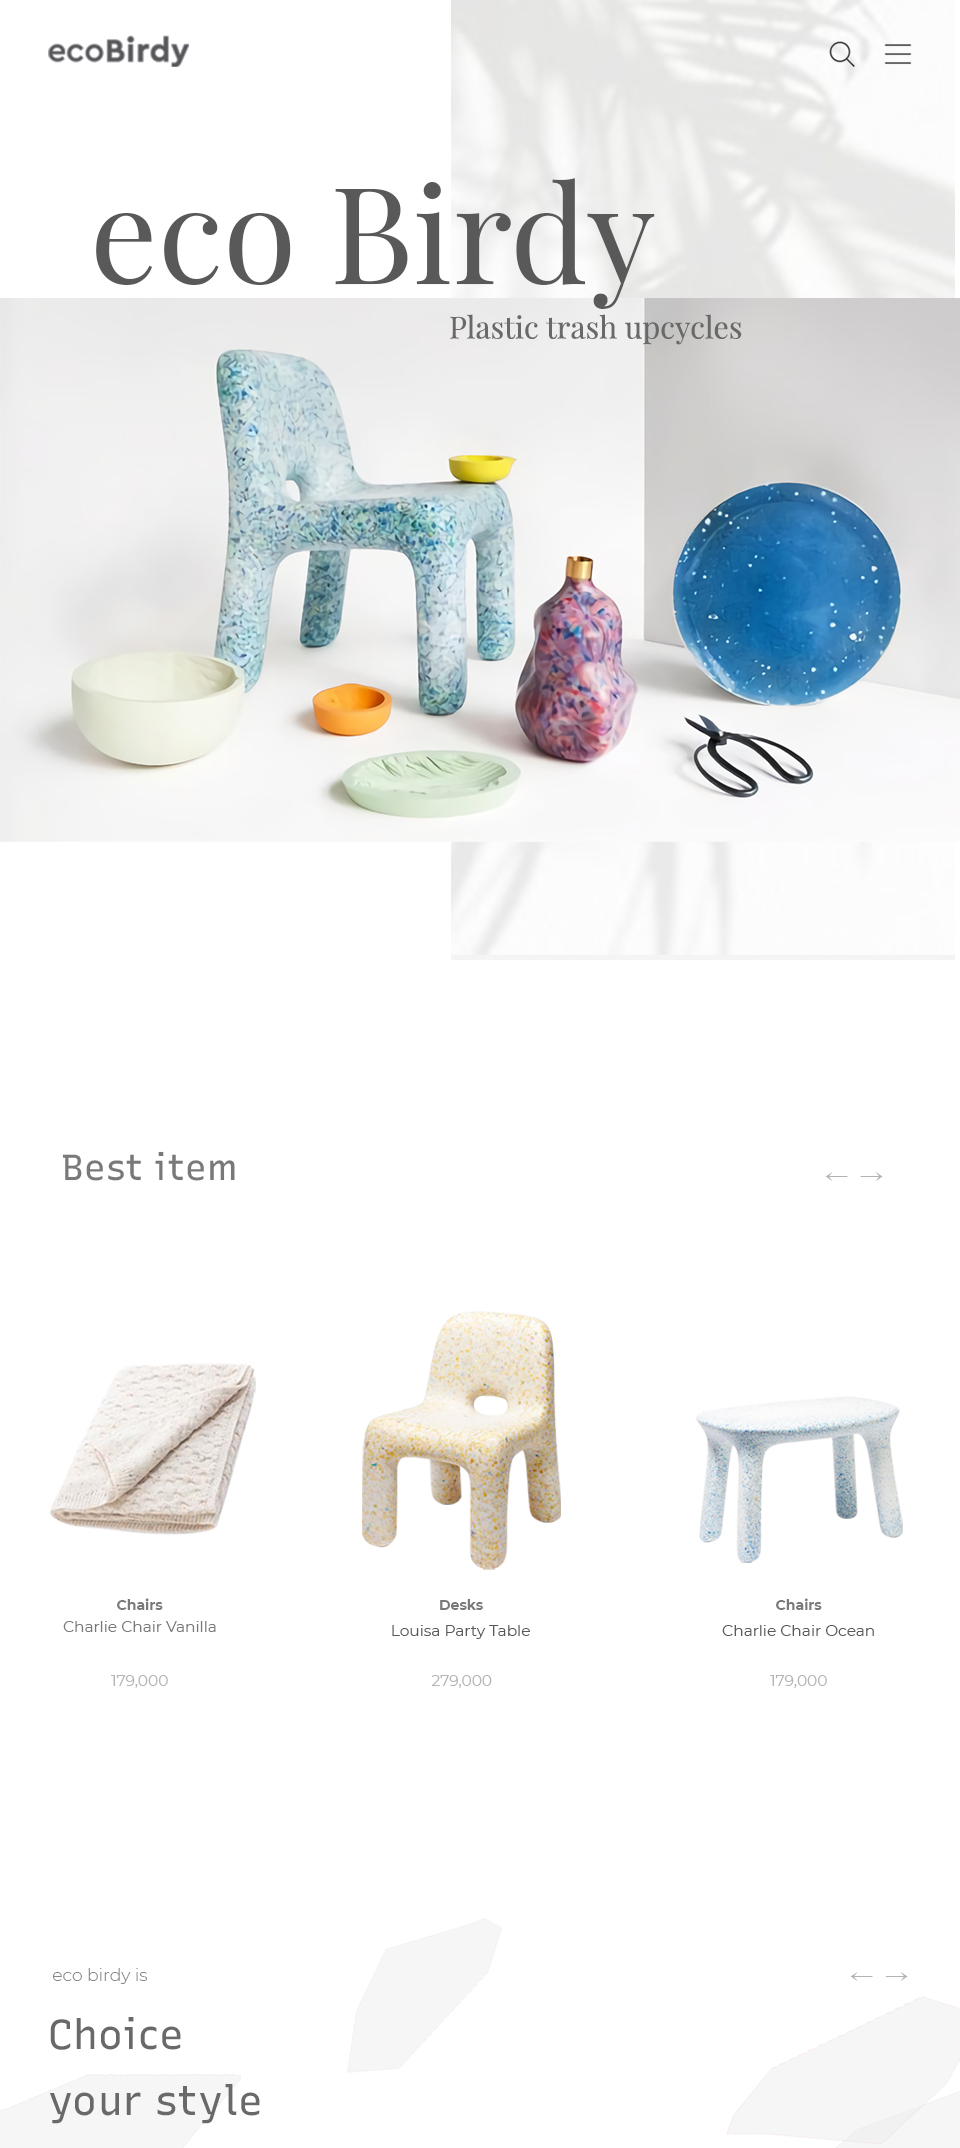 ecoBirdy
eco Birdy
Plastic trash upcycles
Best item
Chairs
Charlie Chair Vanilla
179,000
Desks
Louisa Party Table
279,000
Chairs
Charlie Chair Ocean
179,000
eco birdy is
Choice
your style